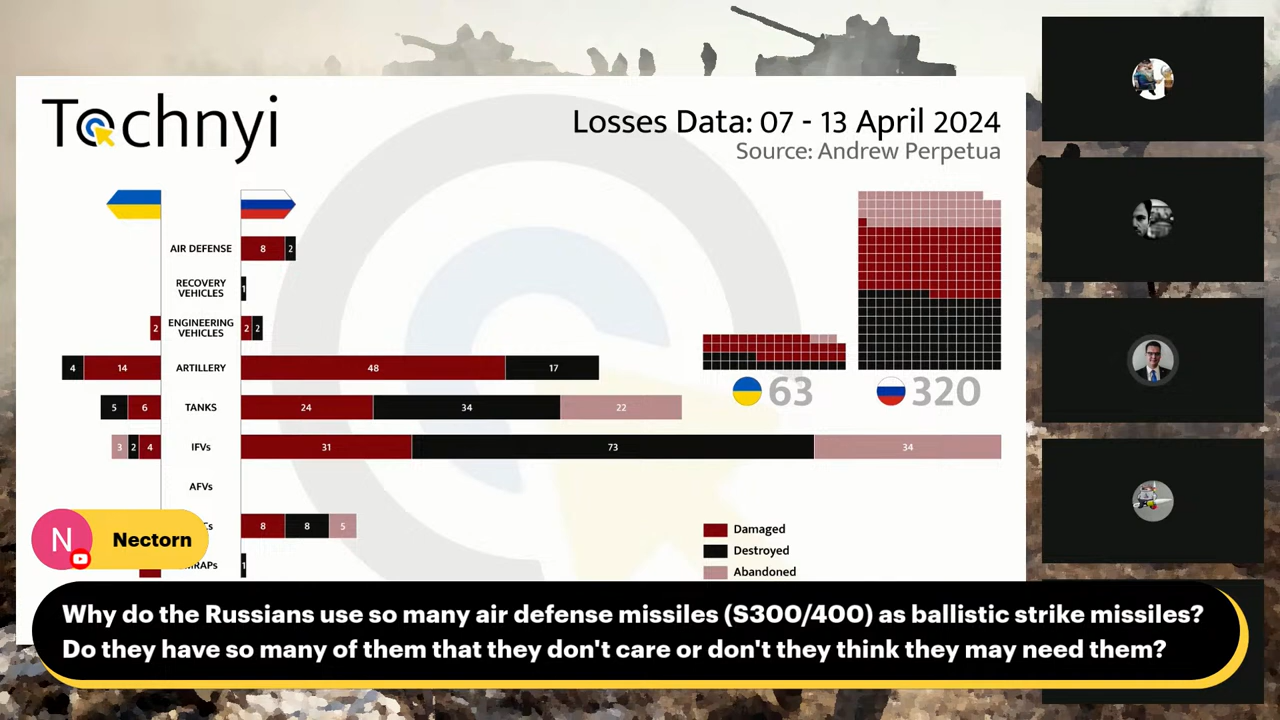 Technyi
Losses Data: 07 - 13 April 2024
Source: Andrew Perpetua
AIR DEFENSE
8 2
RECOVERY
VEHICLES
1
2
ENGINEERING
VEHICLES
2 2
4 14
ARTILLERY
48 17
5 6
TANKS
24 34 22
3 2 4
IFVs
31 73 34
AFVs
8 8 5
1
63
320
Damaged
Destroyed
Abandoned
N
Nectorn
Why do the Russians use so many air defense missiles (S300/400) as ballistic strike missiles?
Do they have so many of them that they don't care or don't they think they may need them?